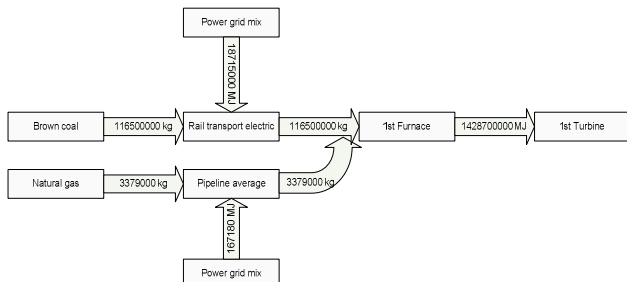 Power grid mix
18715000 MJ
Brown coal
116500000 kg
Rail transport electric
116500000 kg
1st Furnace
1428700000 MJ
1st Turbine
Natural gas
3379000 kg
Pipeline average
3379000 kg
167180 MJ
Power grid mix